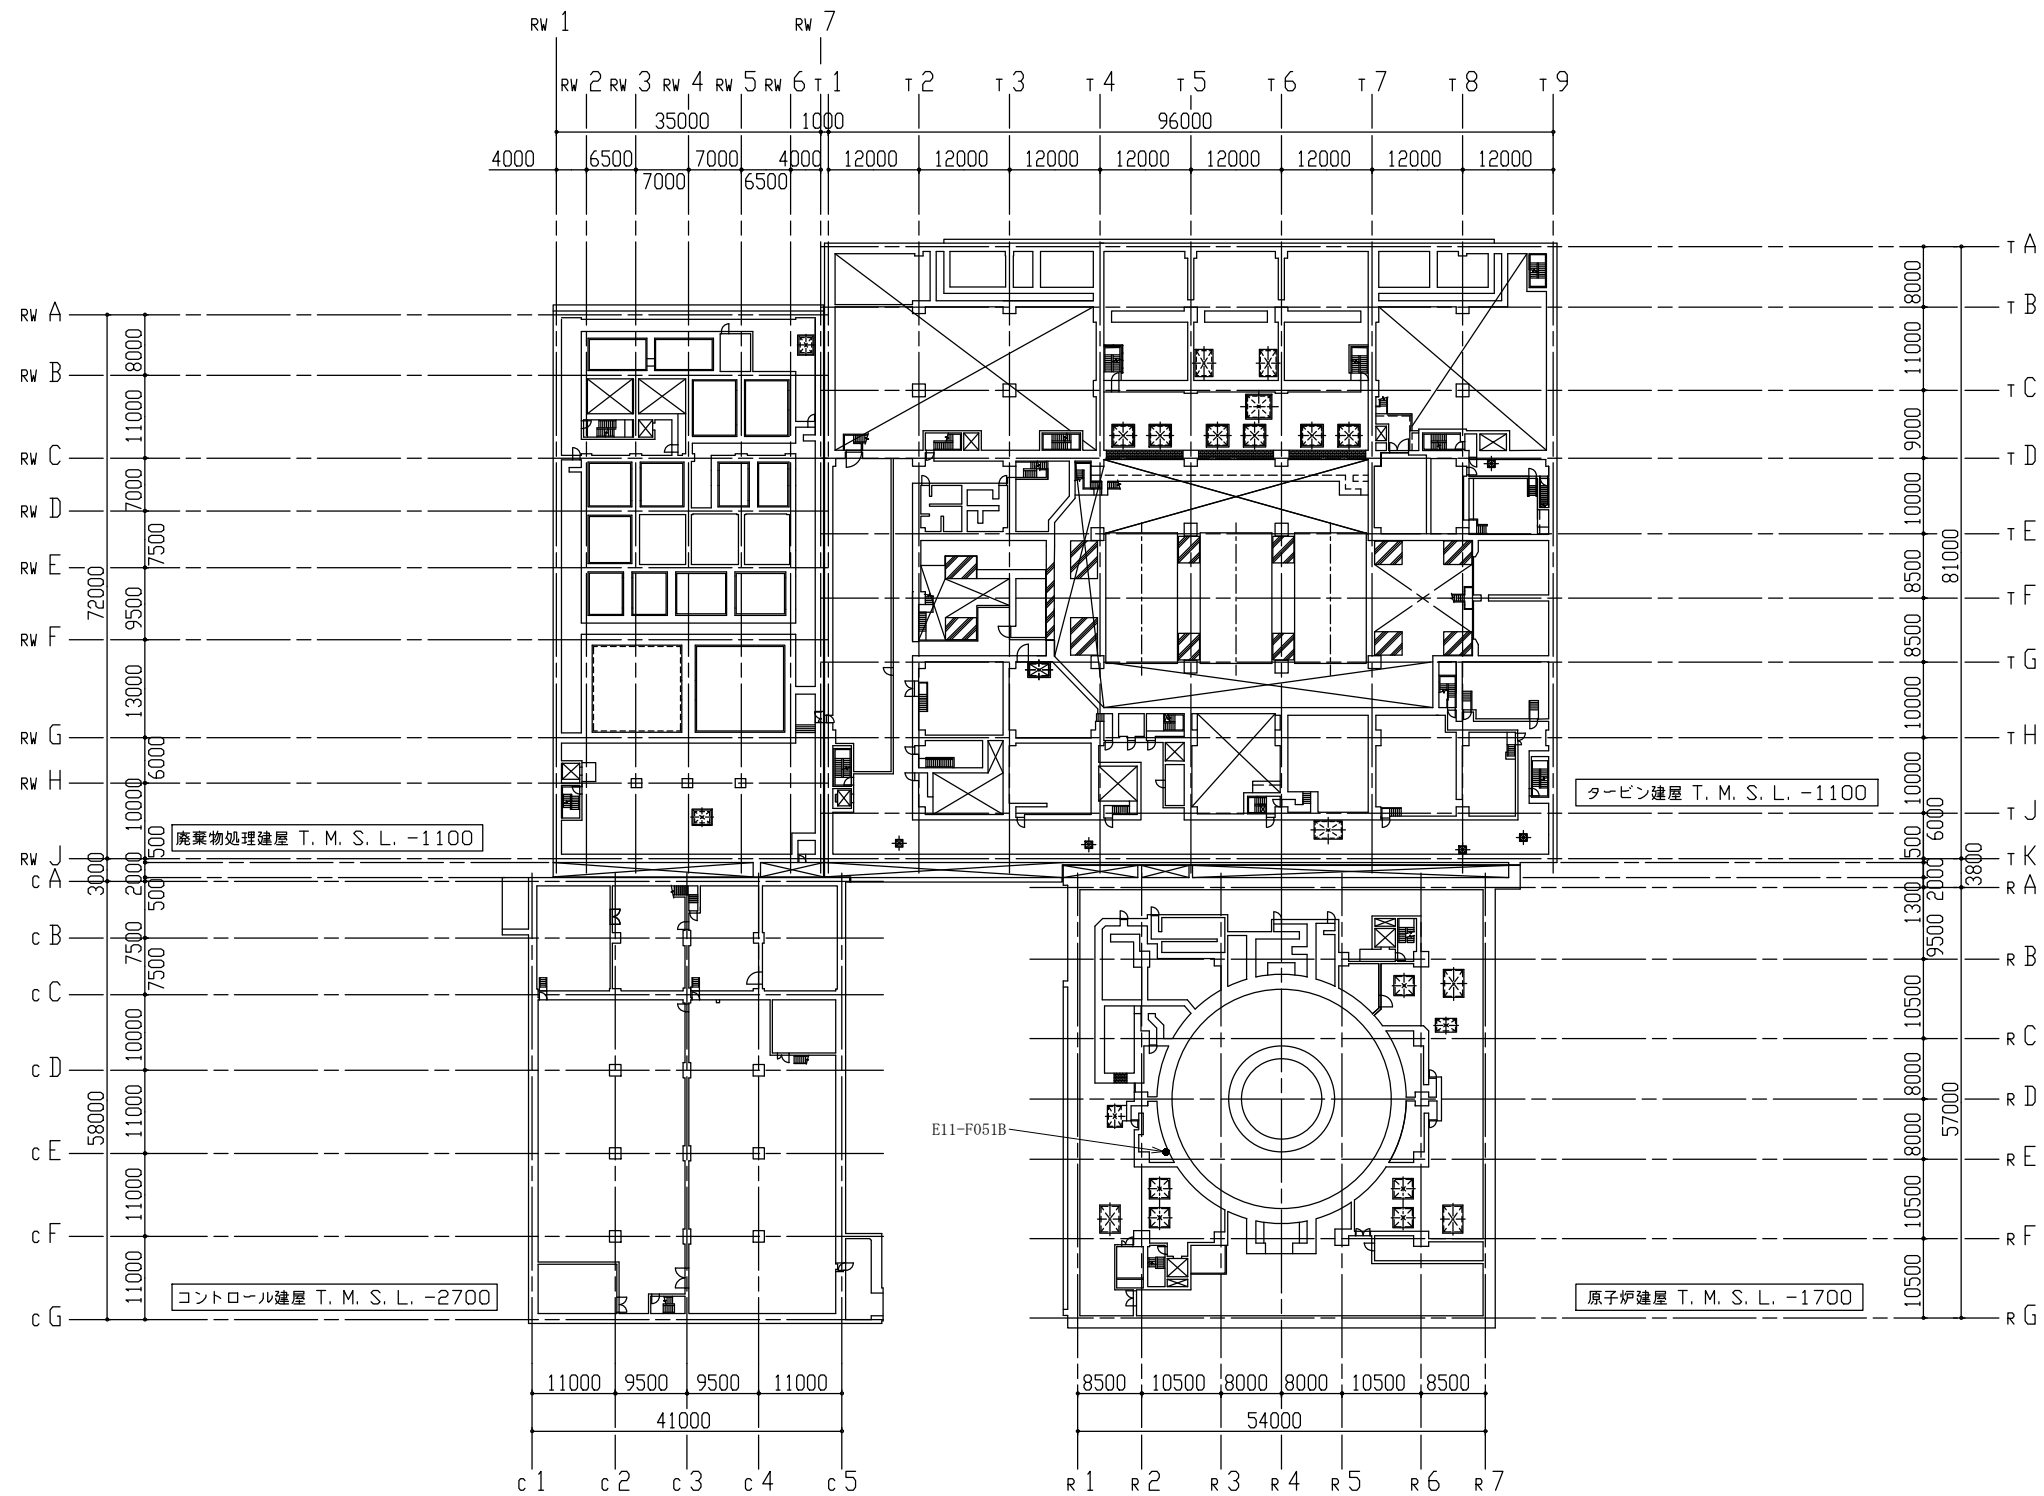 RW 1
RW 7
RW 2 RW 3 RW 4 RW 5 RW 6 T 1 T 2 T 3 T 4 T 5 T 6 T 7 T 8 T 9
35000 1000 96000
4000 6500 7000 4000 12000 12000 12000 12000 12000 12000 12000 12000
7000 6500
RW A
RW B
RW C
RW D
RW E
RW F
RW G
RW H
RW J
C A
C B
C C
C D
C E
C F
C G
8000
11000
7000
7500
9500
13000
6000
10000
500
2000
500
7500
7500
10000
11000
11000
11000
72000
3000
58000
T A
T B
T C
T D
T E
T F
T G
T H
T J
T K
R A
R B
R C
R D
R E
R F
R G
8000
11000
9000
10000
8500
8500
10000
10000
6000
500
2000
1300
9500
10500
8000
8000
10500
10500
81000
3800
57000
タービン建屋 T. M. S. L. -1100
廃棄物処理建屋 T. M. S. L. -1100
E11-F051B
コントロール建屋 T. M. S. L. -2700
原子炉建屋 T. M. S. L. -1700
11000 9500 9500 11000
41000
C 1 C 2 C 3 C 4 C 5
8500 10500 8000 8000 10500 8500
54000
R 1 R 2 R 3 R 4 R 5 R 6 R 7